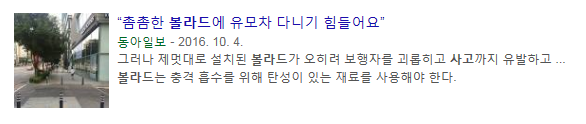 “촘촘한 볼라드에 유모차 다니기 힘들어요”
동아일보 - 2016. 10. 4.
그러나 제멋대로 설치된 볼라드가 오히려 보행자를 괴롭히고 사고까지 유발하고 ...
볼라드는 충격 흡수를 위해 탄성이 있는 재료를 사용해야 한다.